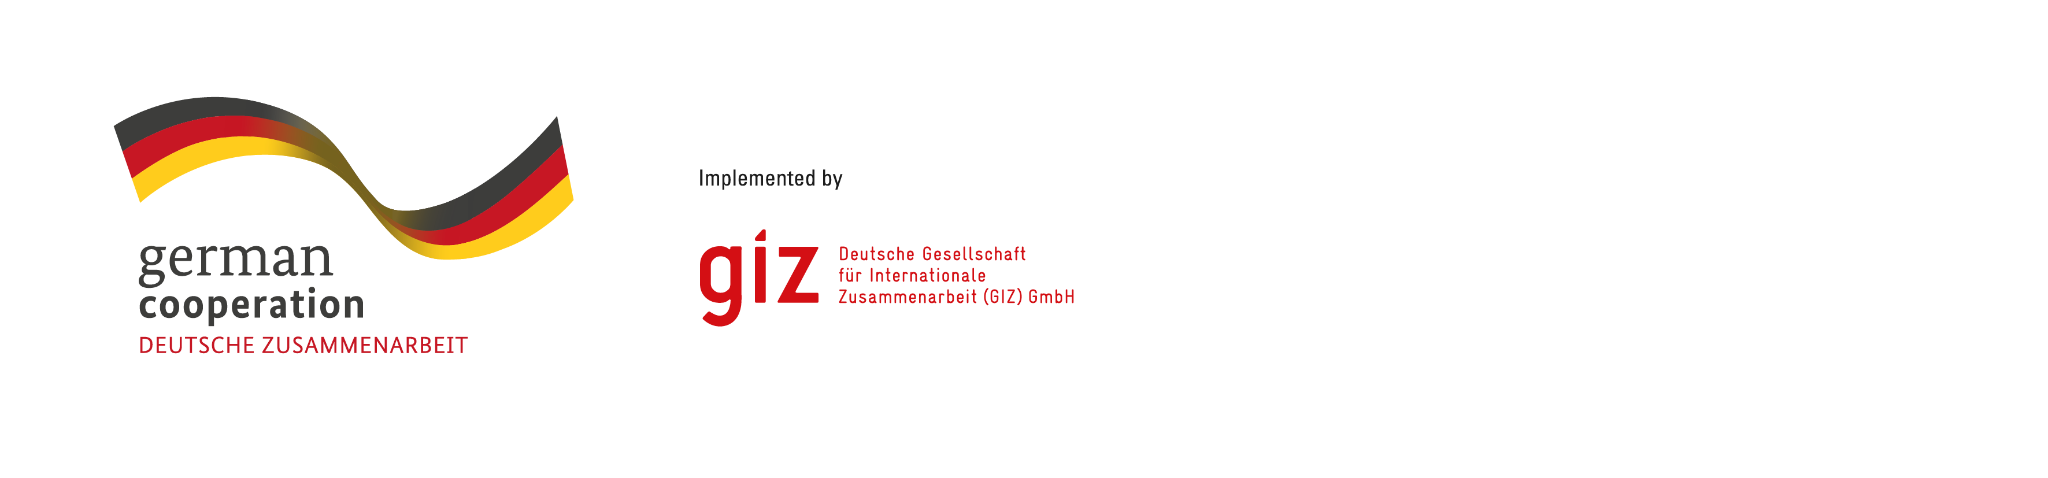 german
cooperation
DEUTSCHE ZUSAMMENARBEIT
Implemented by
giz
Deutsche Gesellschaft
für Internationale
Zusammenarbeit (GIZ) GmbH